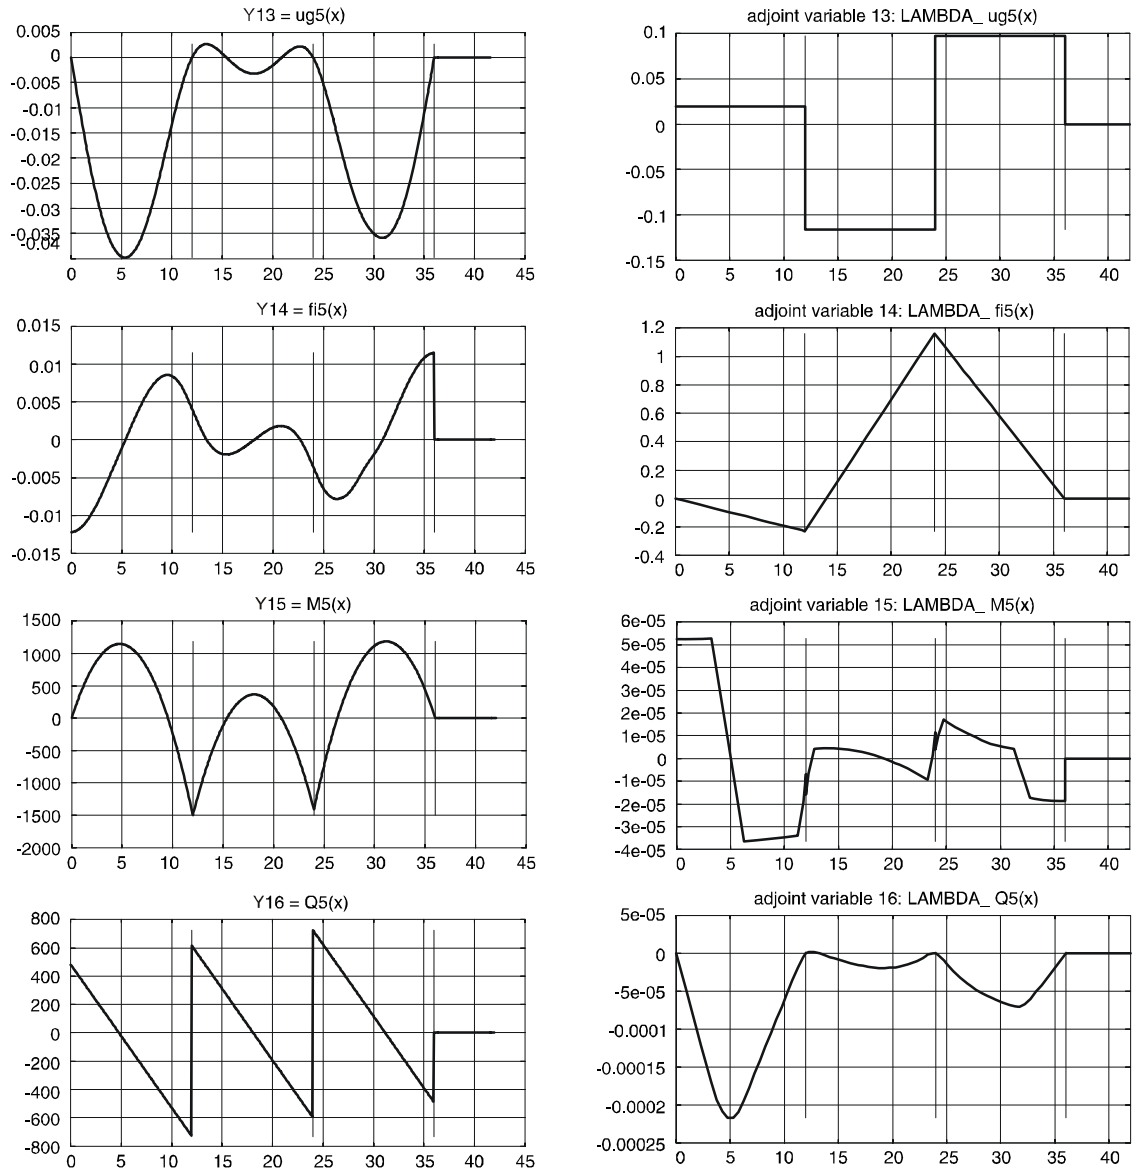 Y13 = ug5(x)
0.005
0
-0.005
-0.01
-0.015
-0.02
-0.025
-0.03
-0.035
-0.04
0 5 10 15 20 25 30 35 40 45
adjoint variable 13: LAMBDA_ ug5(x)
0.1
0.05
0
-0.05
-0.1
-0.15
0 5 10 15 20 25 30 35 40
Y14 = fi5(x)
0.015
0.01
0.005
0
-0.005
-0.01
-0.015
0 5 10 15 20 25 30 35 40 45
adjoint variable 14: LAMBDA_ fi5(x)
1.2
1
0.8
0.6
0.4
0.2
0
-0.2
-0.4
0 5 10 15 20 25 30 35 40
Y15 = M5(x)
1500
1000
500
0
-500
-1000
-1500
-2000
0 5 10 15 20 25 30 35 40 45
adjoint variable 15: LAMBDA_ M5(x)
6e-05
5e-05
4e-05
3e-05
2e-05
1e-05
0
-1e-05
-2e-05
-3e-05
-4e-05
0 5 10 15 20 25 30 35 40
Y16 = Q5(x)
800
600
400
200
0
-200
-400
-600
-800
0 5 10 15 20 25 30 35 40 45
adjoint variable 16: LAMBDA_ Q5(x)
5e-05
0
-5e-05
-0.0001
-0.00015
-0.0002
-0.00025
0 5 10 15 20 25 30 35 40